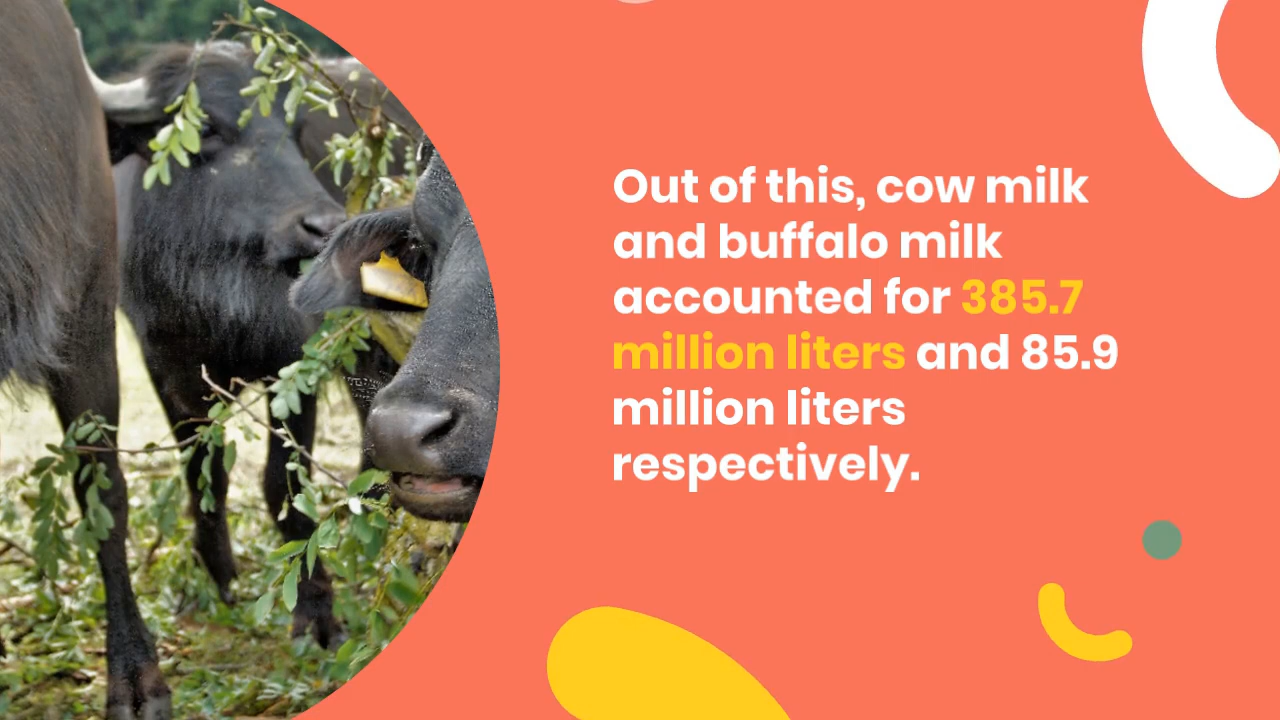 Out of this, cow milk
and buffalo milk
accounted for 385.7
million liters and 85.9
million liters
respectively.